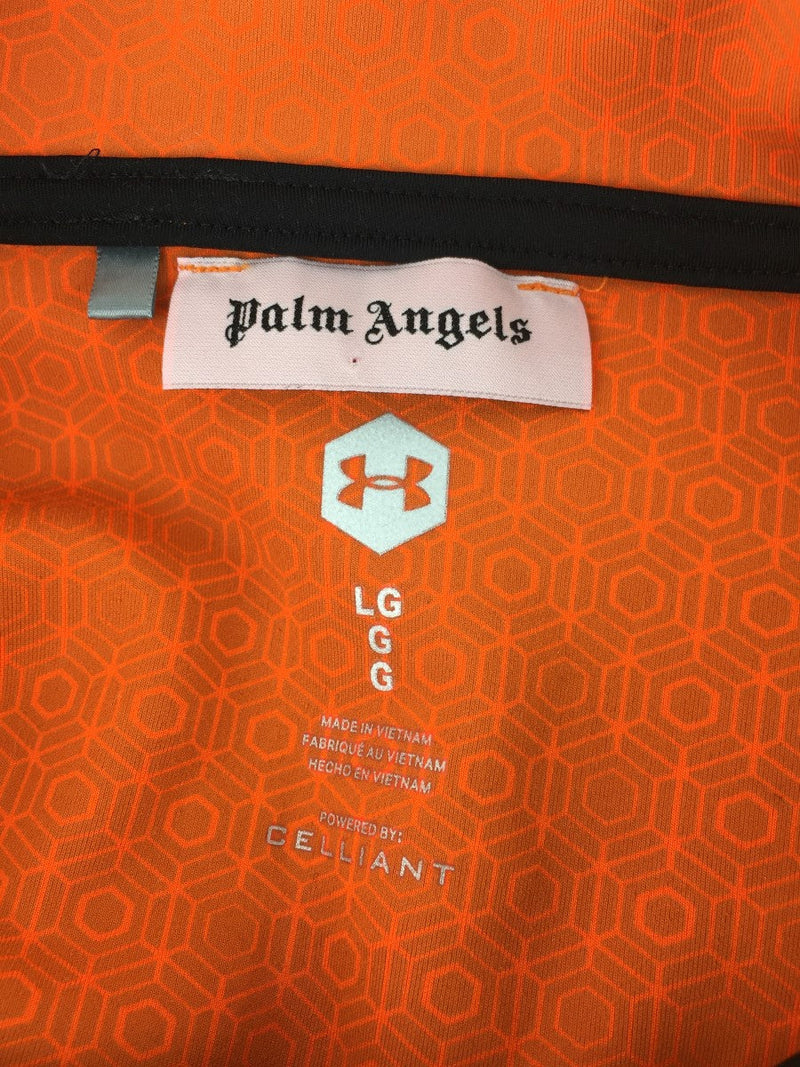 Palm Angels
LG
G
G
MADE IN VIETNAM
FABRIQUÉ AU VIETNAM
HECHO EN VIETNAM
POWERED BY:
CELLIANT